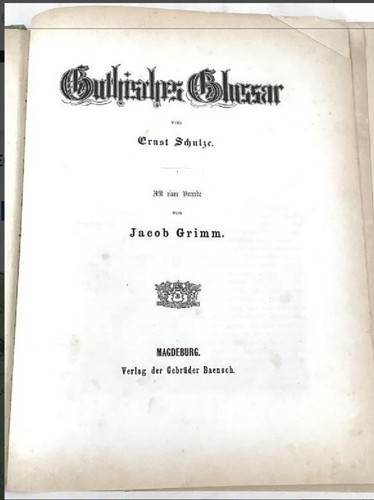 Gothisches Glossar
von
Ernst Schulze.
Mit einer Vorrede
von
Jacob Grimm.
MAGDEBURG.
Verlag der Gebrüder Baensch.